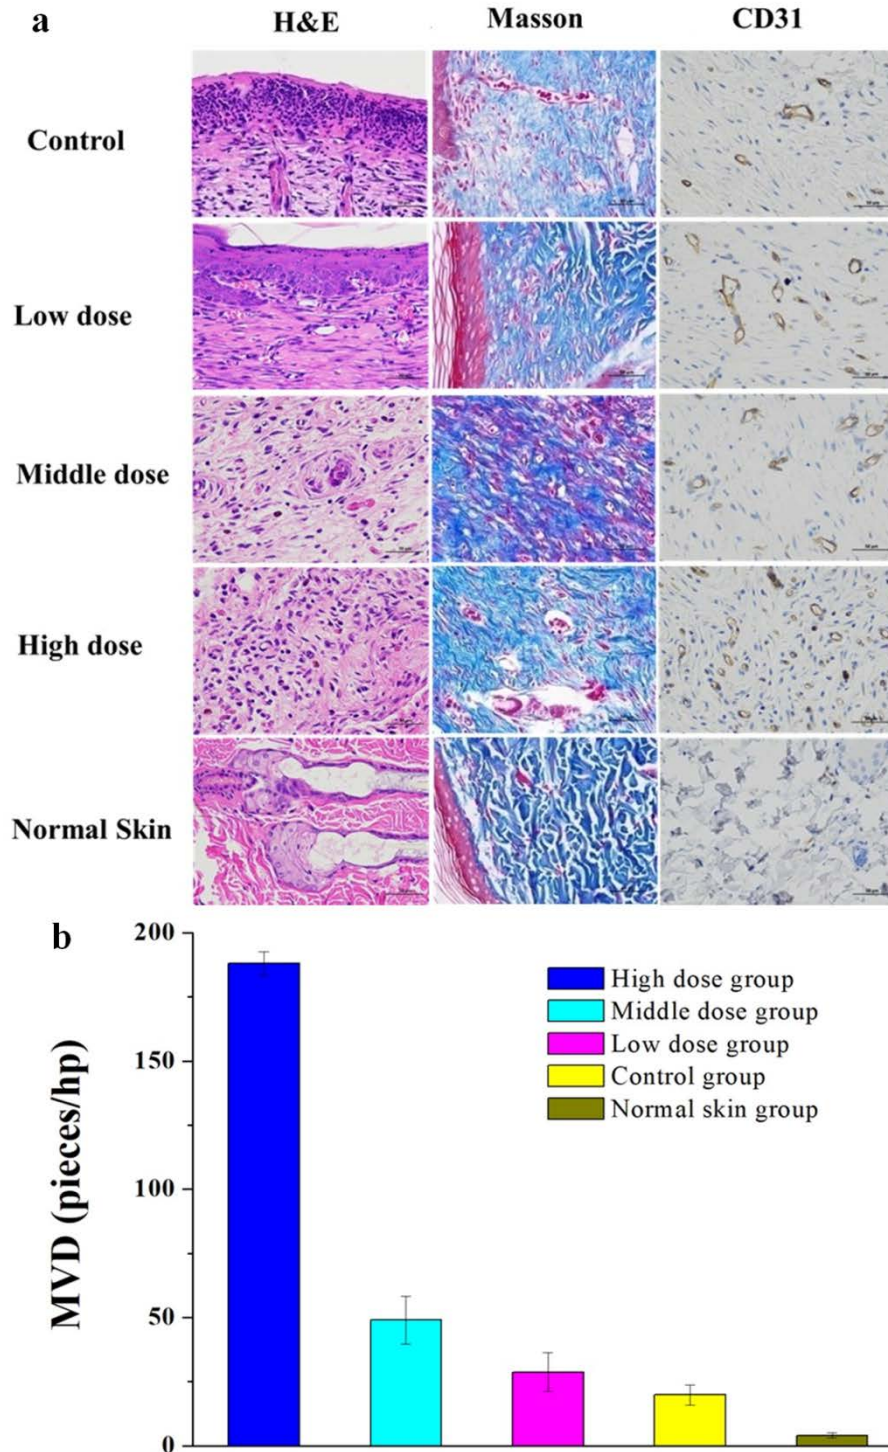 a
H&E
Masson
CD31
Control
Low dose
Middle dose
High dose
Normal Skin
b
200
150
100
50
0
MVD (pieces/hp)
High dose group
Middle dose group
Low dose group
Control group
Normal skin group